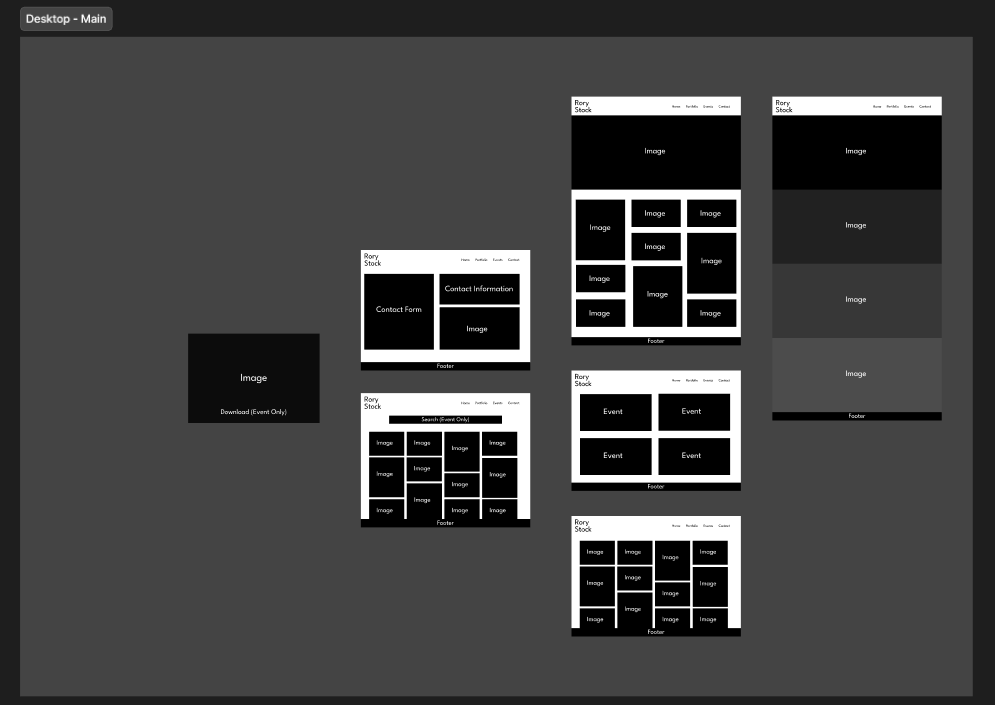 Desktop - Main
Image
Download (Event Only)
Rory
Stock
Home Portfolio Events Contact
Contact Form
Contact Information
Image
Footer
Rory
Stock
Home Portfolio Events Contact
Search (Event Only)
Image Image Image Image
Image Image Image Image
Image Image Image Image
Footer
Rory
Stock
Home Portfolio Events Contact
Image
Image Image Image
Image Image Image
Image Image
Image Image
Footer
Rory
Stock
Home Portfolio Events Contact
Event Event
Event Event
Footer
Rory
Stock
Home Portfolio Events Contact
Image Image Image Image
Image Image Image Image
Image Image Image Image
Footer
Rory
Stock
Home Portfolio Events Contact
Image
Image
Image
Image
Footer